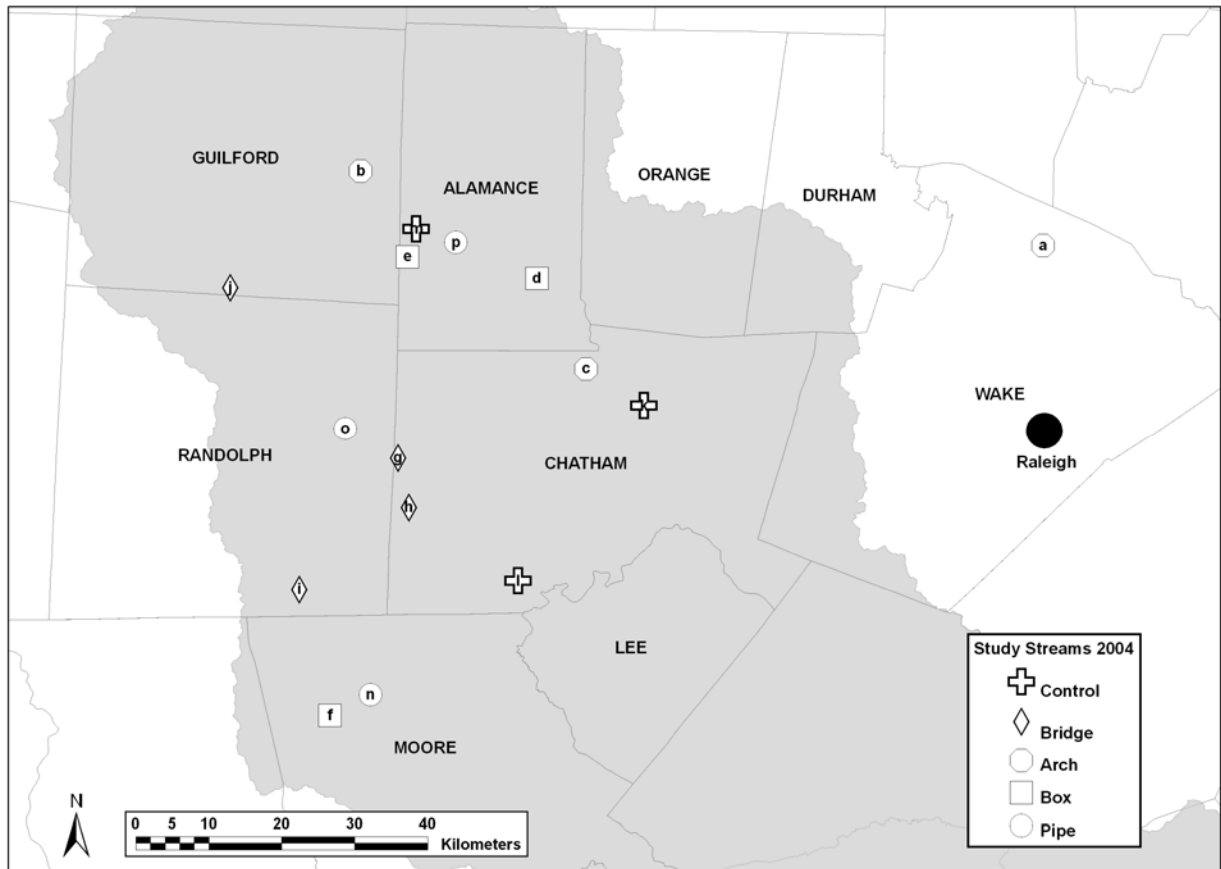 GUILFORD
b
ALAMANCE
ORANGE
DURHAM
m
p
e
d
a
j
c
k
WAKE
Raleigh
o
RANDOLPH
g
CHATHAM
h
i
l
LEE
n
f
MOORE
Study Streams 2004
Control
Bridge
Arch
Box
Pipe
N
0 5 10 20 30 40
Kilometers